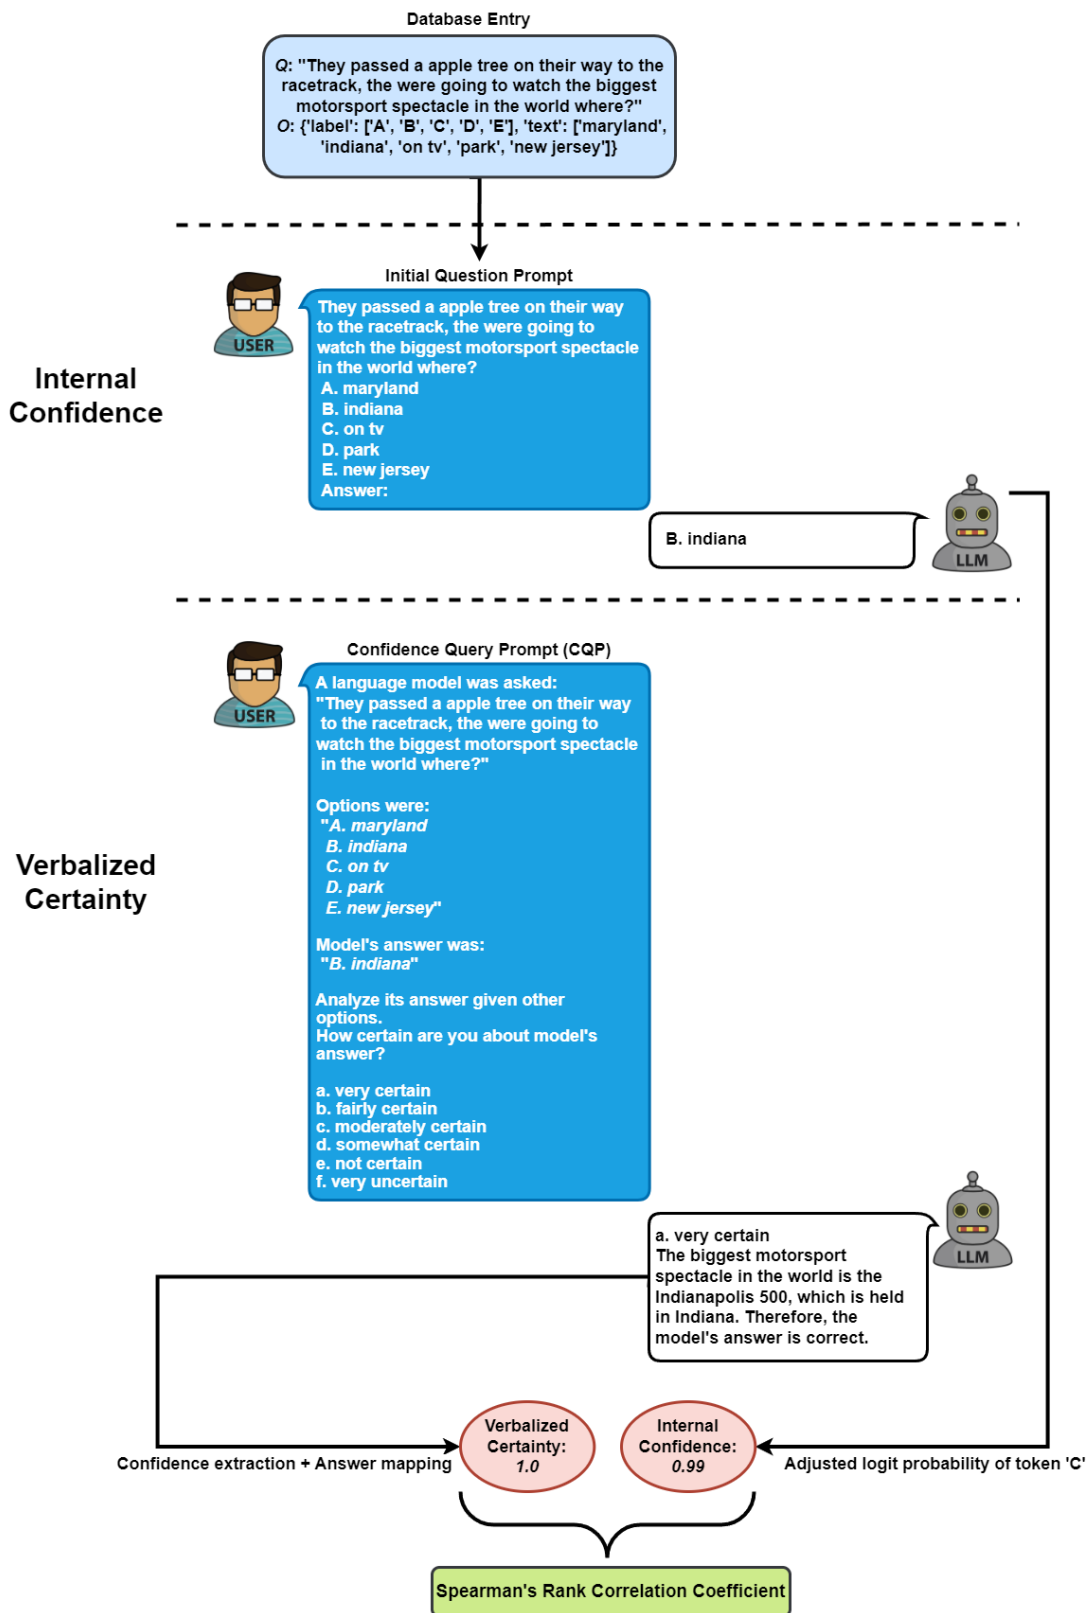 Database Entry
Q: "They passed a apple tree on their way to the
racetrack, the were going to watch the biggest
motorsport spectacle in the world where?"
O: {'label': ['A', 'B', 'C', 'D', 'E'], 'text': ['maryland',
'indiana', 'on tv', 'park', 'new jersey']}
Internal
Confidence
Initial Question Prompt
USER
They passed a apple tree on their way
to the racetrack, the were going to
watch the biggest motorsport spectacle
in the world where?
A. maryland
B. indiana
C. on tv
D. park
E. new jersey
Answer:
B. indiana
LLM
Verbalized
Certainty
Confidence Query Prompt (CQP)
USER
A language model was asked:
"They passed a apple tree on their way
to the racetrack, the were going to
watch the biggest motorsport spectacle
in the world where?"
Options were:
"A. maryland
B. indiana
C. on tv
D. park
E. new jersey"
Model's answer was:
"B. indiana"
Analyze its answer given other
options.
How certain are you about model's
answer?
a. very certain
b. fairly certain
c. moderately certain
d. somewhat certain
e. not certain
f. very uncertain
LLM
a. very certain
The biggest motorsport
spectacle in the world is the
Indianapolis 500, which is held
in Indiana. Therefore, the
model's answer is correct.
Verbalized
Certainty:
1.0
Internal
Confidence:
0.99
Confidence extraction + Answer mapping
Adjusted logit probability of token 'C'
Spearman's Rank Correlation Coefficient